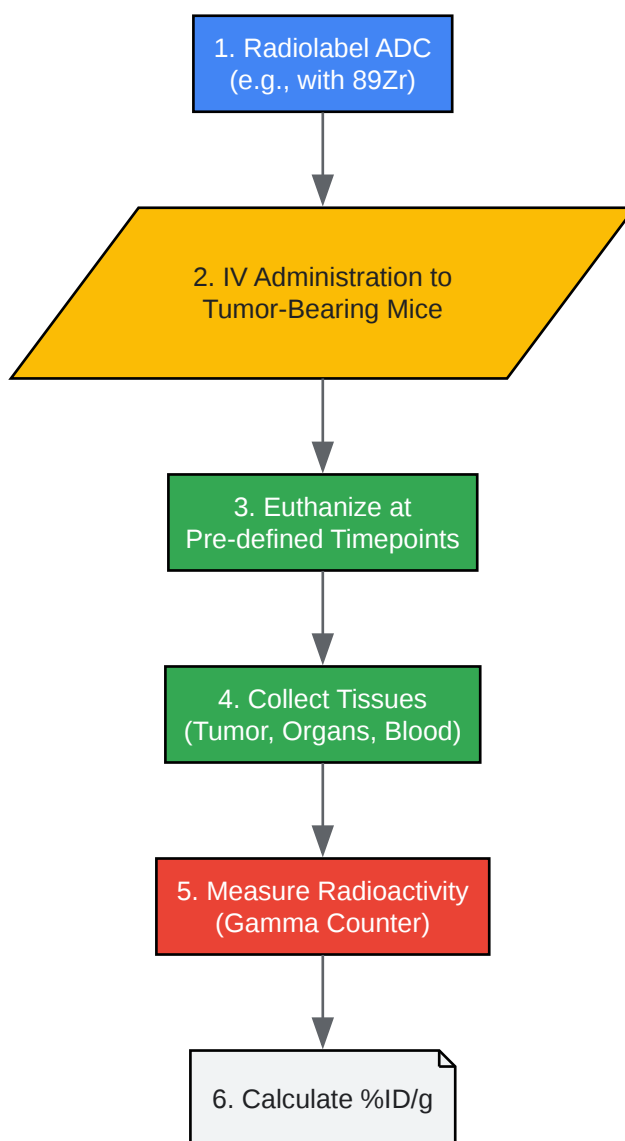 1. Radiolabel ADC
(e.g., with 89Zr)
2. IV Administration to
Tumor-Bearing Mice
3. Euthanize at
Pre-defined Timepoints
4. Collect Tissues
(Tumor, Organs, Blood)
5. Measure Radioactivity
(Gamma Counter)
6. Calculate %ID/g